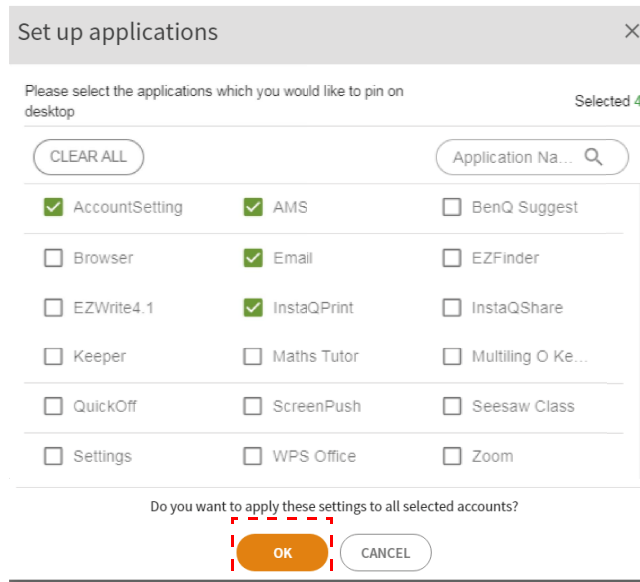 Set up applications
Please select the applications which you would like to pin on
desktop
Selected 4
CLEAR ALL
Application Na...
AccountSetting AMS BenQ Suggest
Browser Email EZFinder
EZWrite4.1 InstaQPrint InstaQShare
Keeper Maths Tutor Multiling O Ke...
QuickOff ScreenPush Seesaw Class
Settings WPS Office Zoom
Do you want to apply these settings to all selected accounts?
OK CANCEL